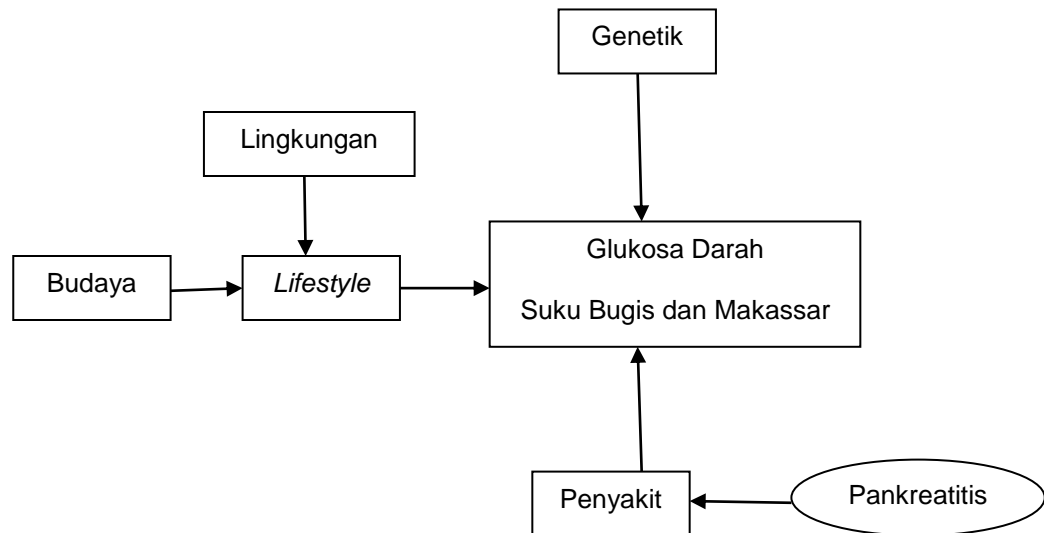 Genetik
Lingkungan
Glukosa Darah
Suku Bugis dan Makassar
Budaya
Lifestyle
Penyakit
Pankreatitis